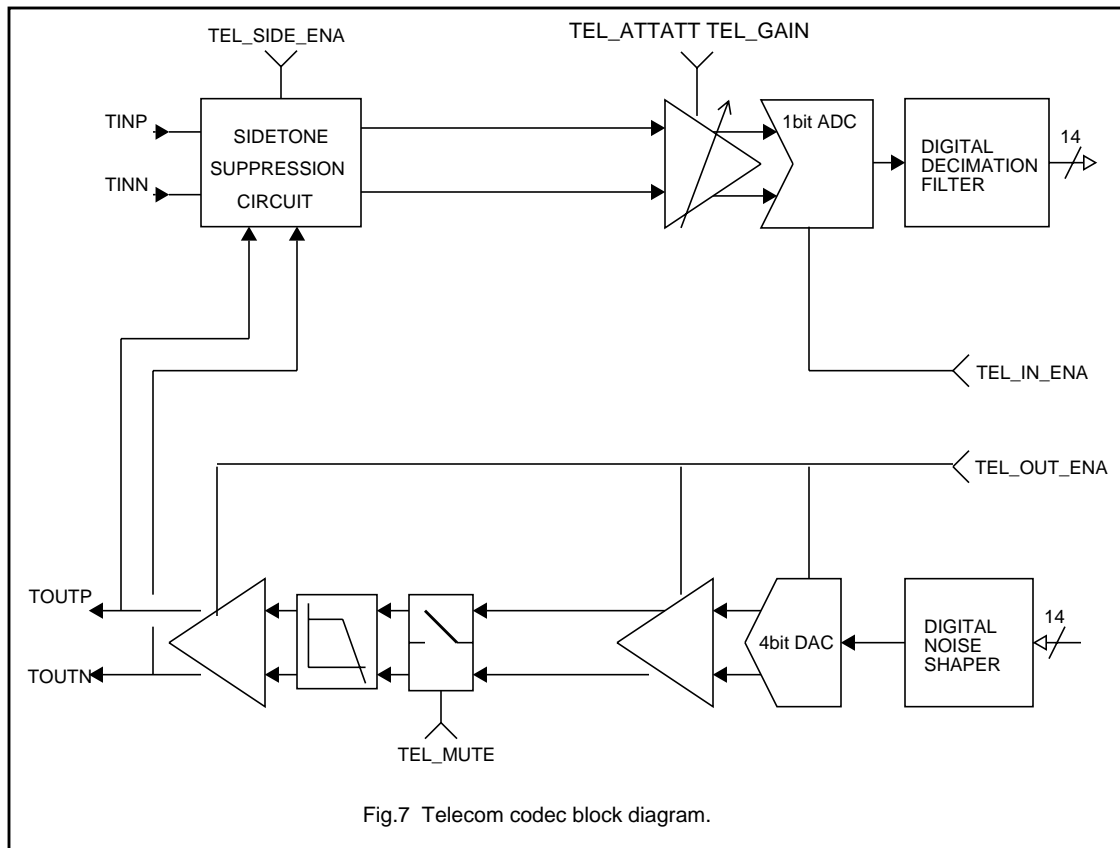 TEL_SIDE_ENA
TEL_ATTATT TEL_GAIN
TINP
TINN
SIDETONE
SUPPRESSION
CIRCUIT
1bit ADC
DIGITAL
DECIMATION
FILTER
14
TEL_IN_ENA
TEL_OUT_ENA
TOUTP
TOUTN
TEL_MUTE
4bit DAC
DIGITAL
NOISE
SHAPER
14
Fig.7 Telecom codec block diagram.